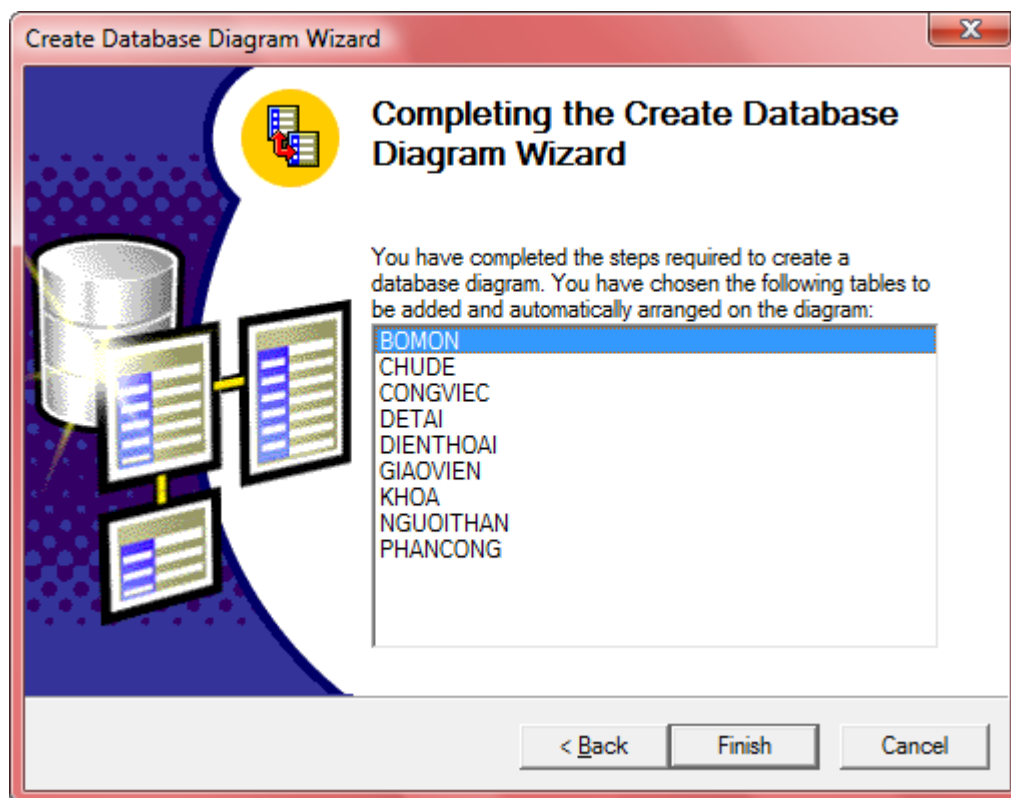 Create Database Diagram Wizard
Completing the Create Database
Diagram Wizard
You have completed the steps required to create a
database diagram. You have chosen the following tables to
be added and automatically arranged on the diagram:
BOMON
CHUDE
CONGVIEC
DETAI
DIENTHOAI
GIAOVIEN
KHOA
NGUOITHAN
PHANCONG
< Back
Finish
Cancel